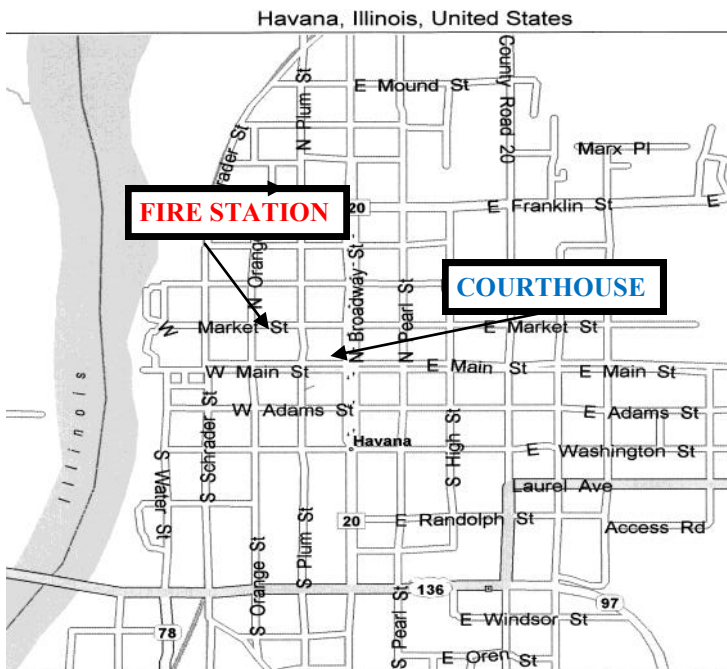 Havana, Illinois, United States
E Mound St
N Plum St
County Road 20
Marx Pl
rader St
20
E Franklin St
E
FIRE STATION
N Orange
N Broadway St
N Pearl St
COURTHOUSE
W Market St
E Market St
W Main St
E Main St
E Main St
W Adams St
E Adams St
Illinois
S Water St
S Schrader St
Havana
S High St
E Washington St
Laurel Ave
S Plum St
20
E Randolph St
Access Rd
S Orange St
136
97
S Pearl St
78
E Windsor St
E Oren St